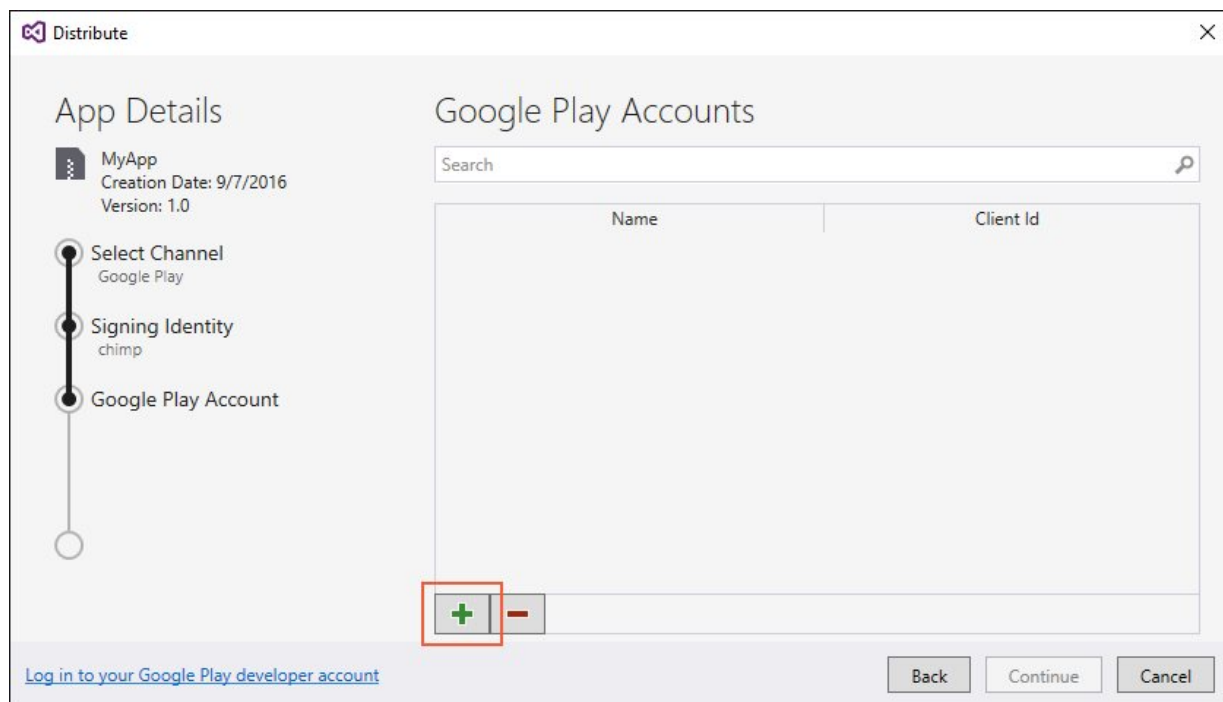 Distribute
App Details
MyApp
Creation Date: 9/7/2016
Version: 1.0
Select Channel
Google Play
Signing Identity
chimp
Google Play Account
Google Play Accounts
Search
Name Client Id
Log in to your Google Play developer account
Back Continue Cancel